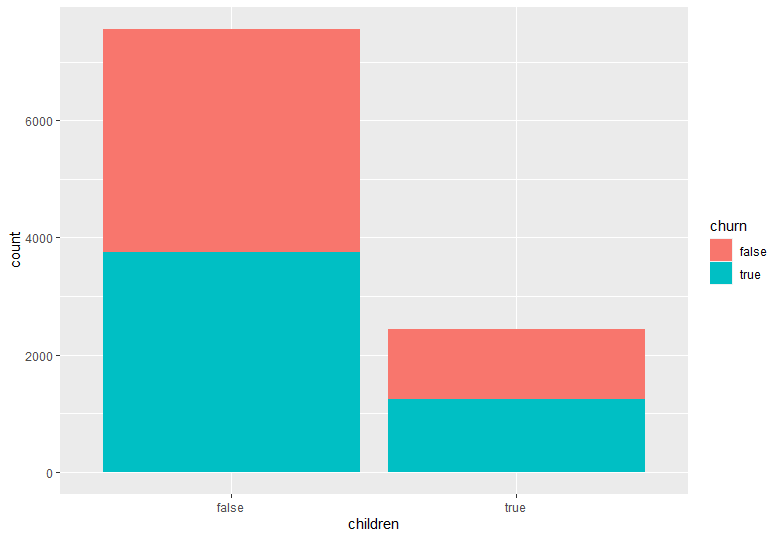 6000
4000
2000
0
count
false
true
children
churn
false
true